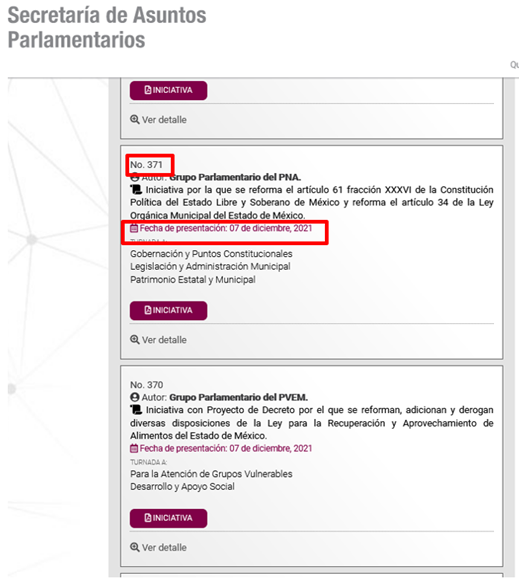 Secretaría de Asuntos
Parlamentarios
Qu
INICIATIVA
Ver detalle
No. 371
Autor: Grupo Parlamentario del PNA.
Iniciativa por la que se reforma el artículo 61 fracción XXXVI de la Constitución
Política del Estado Libre y Soberano de México y reforma el artículo 34 de la Ley
Orgánica Municipal del Estado de México.
Fecha de presentación: 07 de diciembre, 2021
TURNADA A:
Gobernación y Puntos Constitucionales
Legislación y Administración Municipal
Patrimonio Estatal y Municipal
INICIATIVA
Ver detalle
No. 370
Autor: Grupo Parlamentario del PVEM.
Iniciativa con Proyecto de Decreto por el que se reforman, adicionan y derogan
diversas disposiciones de la Ley para la Recuperación y Aprovechamiento de
Alimentos del Estado de México.
Fecha de presentación: 07 de diciembre, 2021
TURNADA A:
Para la Atención de Grupos Vulnerables
Desarrollo y Apoyo Social
INICIATIVA
Ver detalle